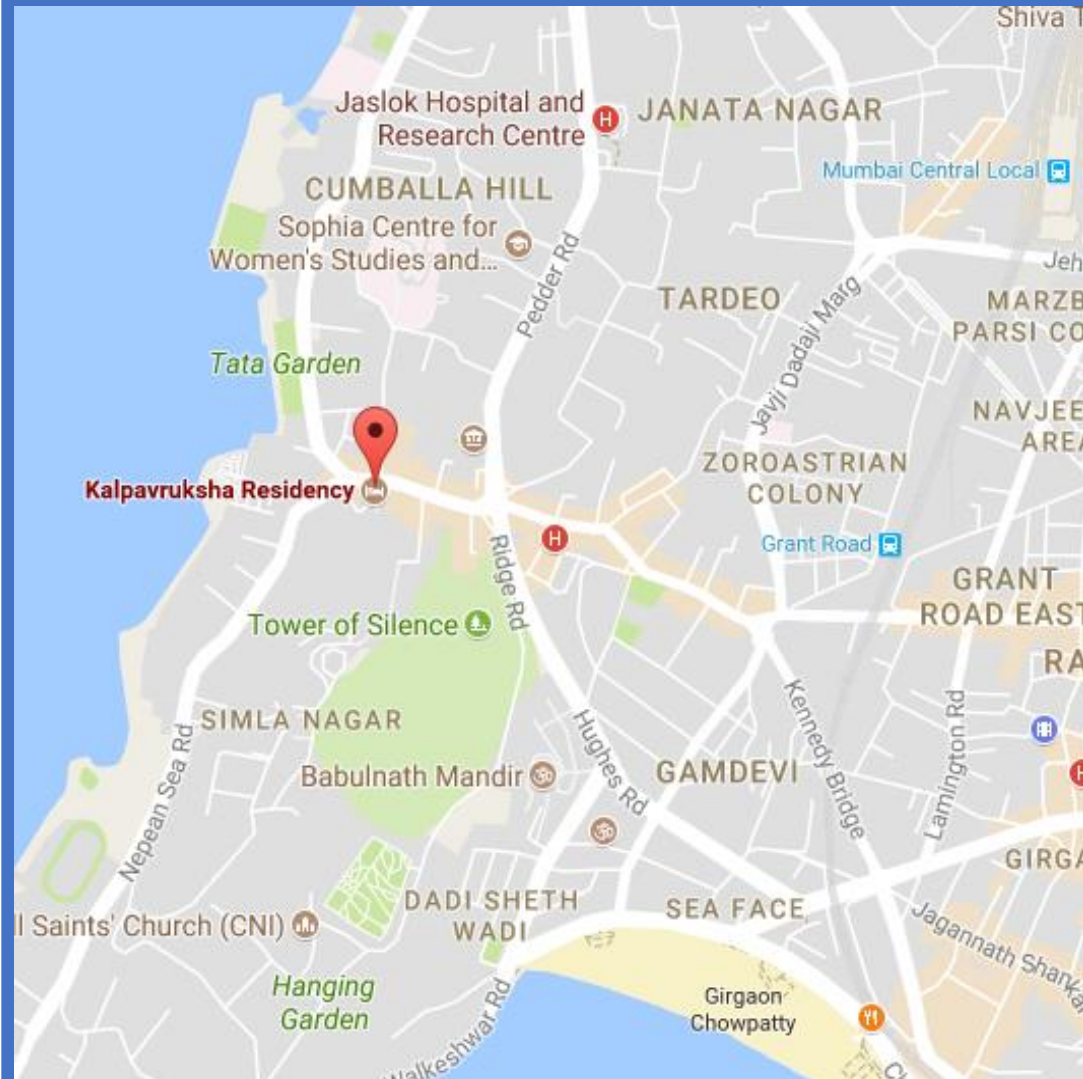 Shiva T
Jaslok Hospital and
Research Centre
H
JANATA NAGAR
Mumbai Central Local
CUMBALLA HILL
Sophia Centre for
Women's Studies and...
Pedder Rd
Jeh
TARDEO
MARZB
PARSI CO
Javji Dadaji Marg
Tata Garden
NAVJEE
AREA
ZOROASTRIAN
COLONY
Kalpavruksha Residency
H
Grant Road
Ridge Rd
GRANT
ROAD EAST
Tower of Silence
RA
SIMLA NAGAR
Kennedy Bridge
Lamington Rd
Hughes Rd
Nepean Sea Rd
Babulnath Mandir
GAMDEVI
H
GIRGA
DADI SHETH
WADI
SEA FACE
ll Saints' Church (CNI)
Jagannath Shankar
Hanging
Garden
Girgaon
Chowpatty
Walkeshwar Rd